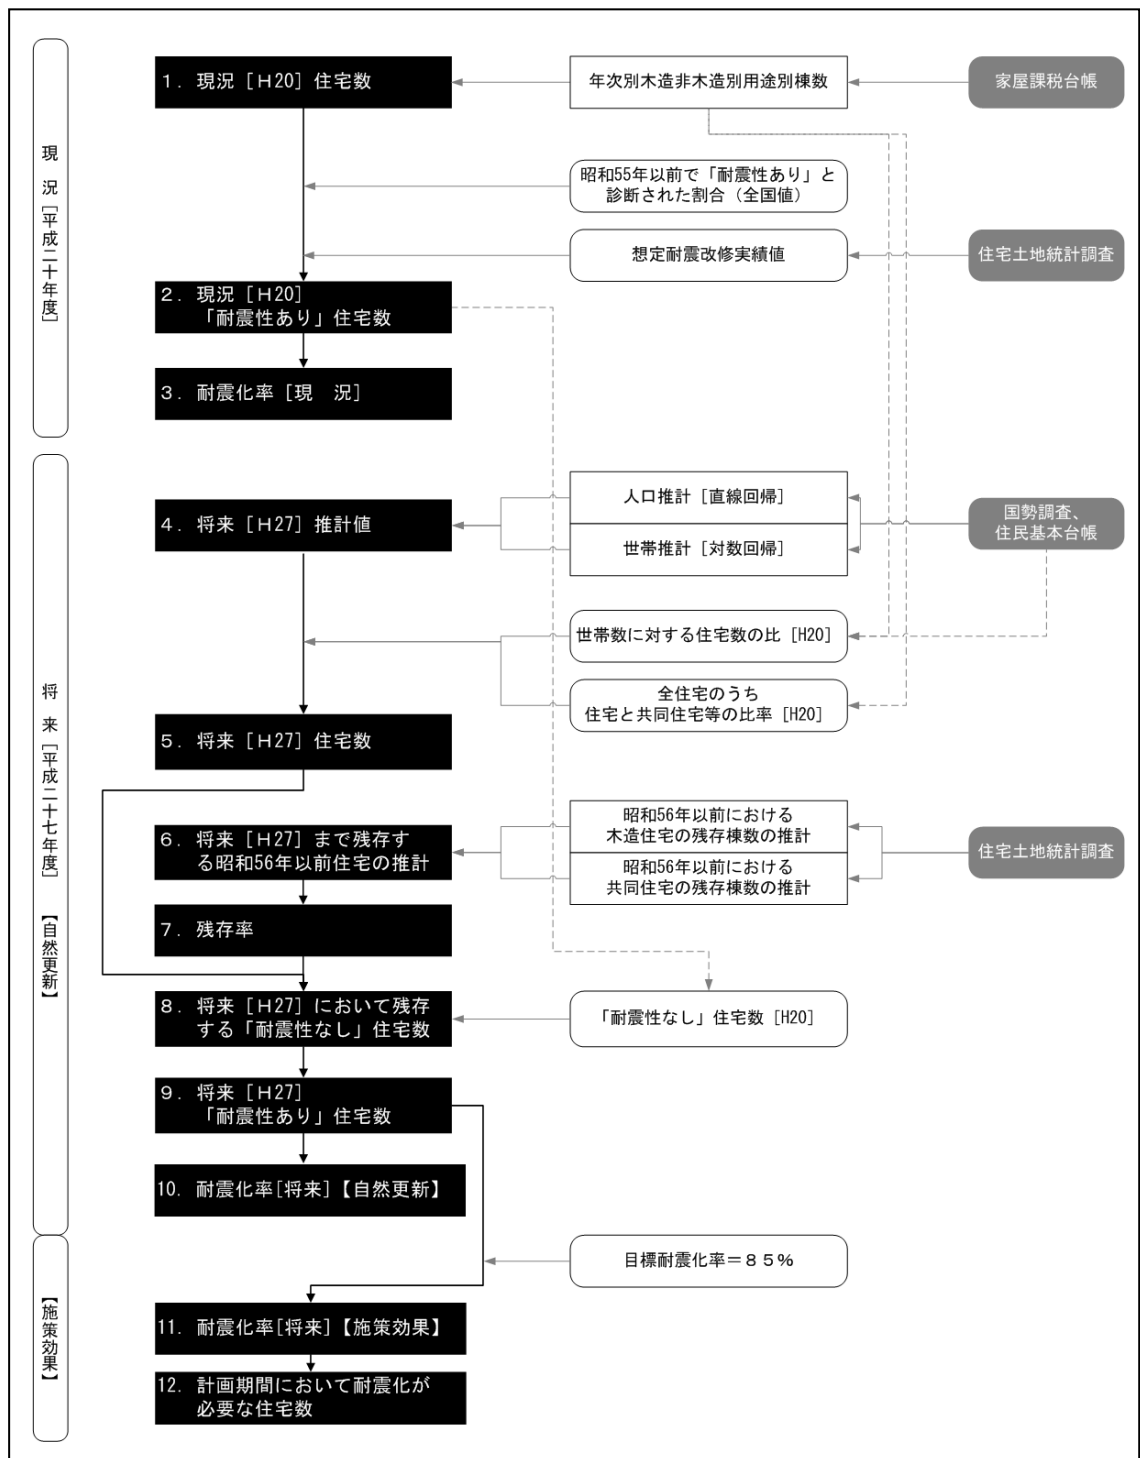 現況［平成二十年度］
１．現況［Ｈ20］住宅数
年次別木造非木造別用途別棟数
家屋課税台帳
昭和55年以前で「耐震性あり」と
診断された割合（全国値）
想定耐震改修実績値
住宅土地統計調査
２．現況［Ｈ20］
「耐震性あり」住宅数
３．耐震化率［現　況］
将来［平成二十七年度］【自然更新】
人口推計［直線回帰］
４．将来［Ｈ27］推計値
世帯推計［対数回帰］
国勢調査、
住民基本台帳
世帯数に対する住宅数の比［H20］
全住宅のうち
住宅と共同住宅等の比率［H20］
５．将来［Ｈ27］住宅数
昭和56年以前における
木造住宅の残存棟数の推計
６．将来［Ｈ27］まで残存す
る昭和56年以前住宅の推計
昭和56年以前における
共同住宅の残存棟数の推計
住宅土地統計調査
７．残存率
８．将来［Ｈ27］において残存
する「耐震性なし」住宅数
「耐震性なし」住宅数［H20］
９．将来［Ｈ27］
「耐震性あり」住宅数
10．耐震化率[将来]【自然更新】
【施策効果】
目標耐震化率＝８５％
11．耐震化率[将来]【施策効果】
12．計画期間において耐震化が
必要な住宅数